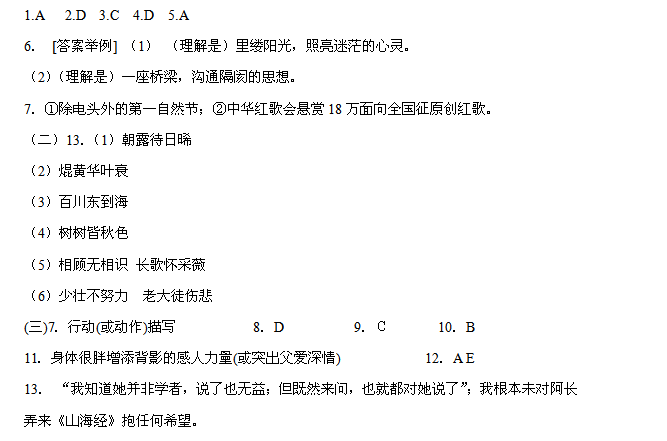 1.A 2.D 3.C 4.D 5.A
6. [答案举例] （1） （理解是）里缕阳光，照亮迷茫的心灵。
（2）（理解是）一座桥梁，沟通隔阂的思想。
7. ①除电头外的第一自然节；②中华红歌会悬赏 18 万面向全国征原创红歌。
（二）13.（1）朝露待日晞
（2）焜黄华叶衰
（3）百川东到海
（4）树树皆秋色
（5）相顾无相识 长歌怀采薇
（6）少壮不努力 老大徒伤悲
(三)7. 行动(或动作)描写 8. D 9. C 10. B
11. 身体很胖增添背影的感人力量(或突出父爱深情) 12. A E
13. “我知道她并非学者，说了也无益；但既然来问，也就都对她说了”；我根本未对阿长
弄来《山海经》抱任何希望。